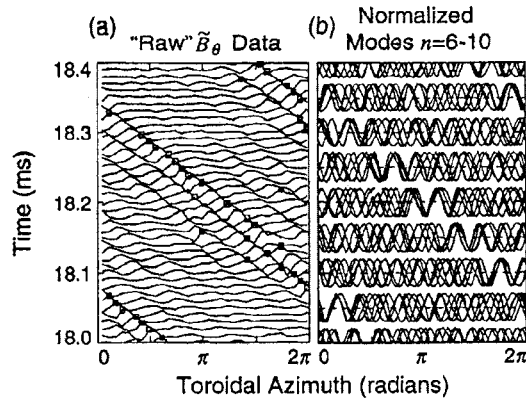 (a) "Raw" B̃θ Data
(b) Normalized Modes n=6-10
18.4
18.3
18.2
18.1
18.0
Time (ms)
0 π 2π
0 π 2π
Toroidal Azimuth (radians)